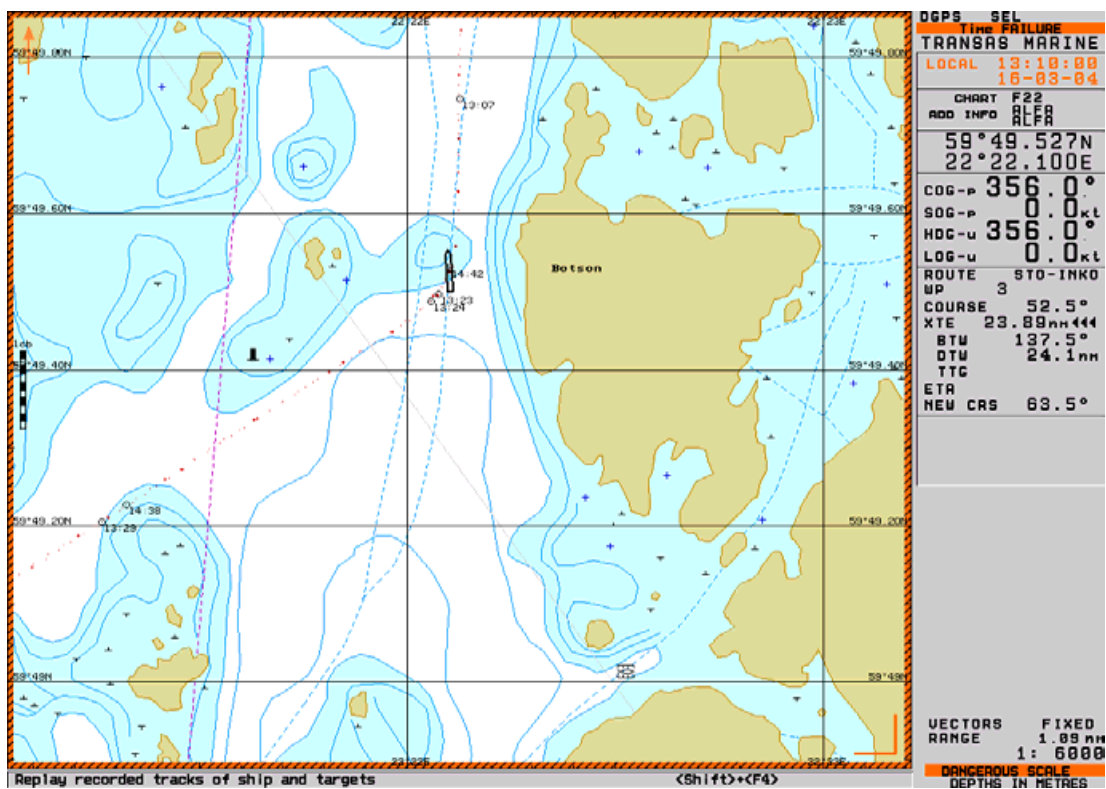 22°22E
22°23E
59°49.80N
59°49.80N
13:07
59°49.60N
59°49.60N
Botson
14:42
13:23
13:24
59°49.40N
59°49.40N
14:38
13:29
59°49.20N
59°49.20N
59°49N
59°49N
Replay recorded tracks of ship and targets <Shift>+<F4>
DGPS SEL
Time FAILURE
TRANSAS MARINE
LOCAL 13:10:00
16-03-04
CHART F22
ALFA
ADD INFO ALFA
59°49.527N
22°22.100E
COG-p 356.0°
SOG-p 0.0kt
HDG-u 356.0°
LOG-u 0.0kt
ROUTE STO-INKO
WP 3
COURSE 52.5°
XTE 23.89nm
BTW 137.5°
DTW 24.1nm
TTG
ETA
NEW CRS 63.5°
VECTORS FIXED
RANGE 1.09 nm
1: 6000
DANGEROUS SCALE
DEPTHS IN METRES